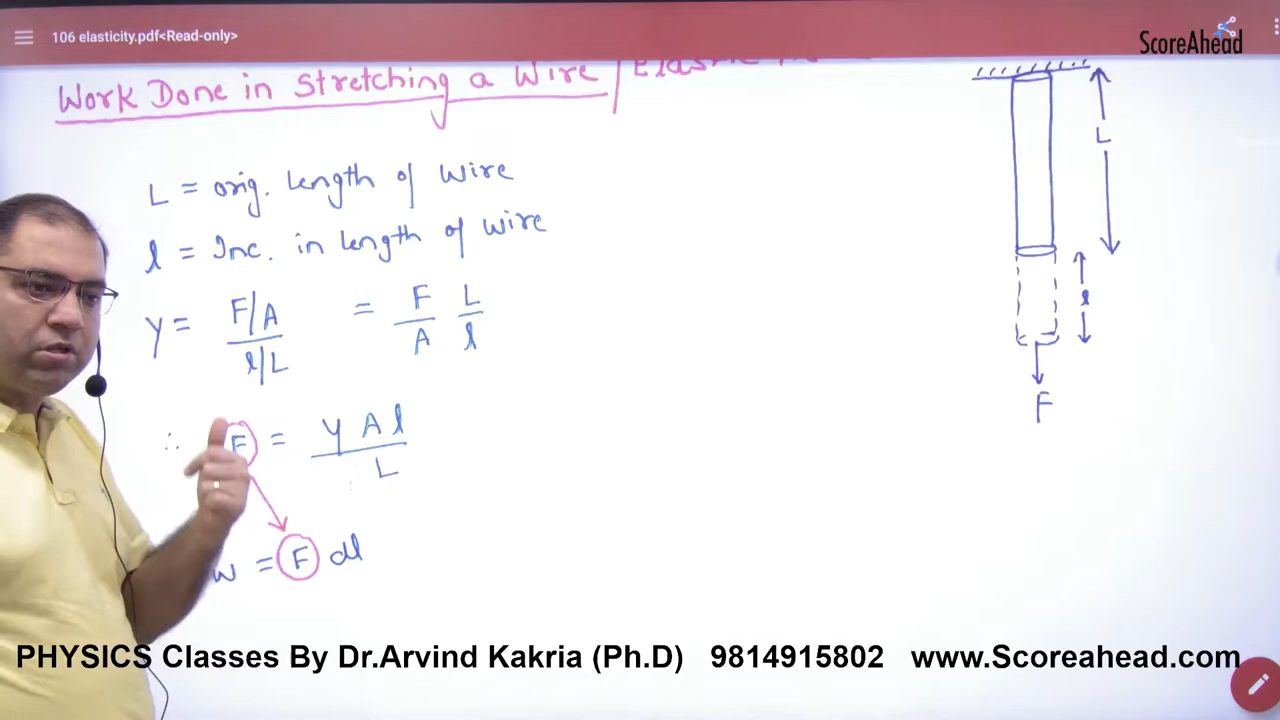 106 elasticity.pdf<Read-only>
ScoreAhead
Work Done in Stretching a Wire /
L = orig. length of wire
l = Inc. in length of wire
Y = F/A / l/L = F/A L/l
∴ F = Y A l / L
W = F dl
L
l
F
PHYSICS Classes By Dr.Arvind Kakria (Ph.D) 9814915802 www.Scoreahead.com